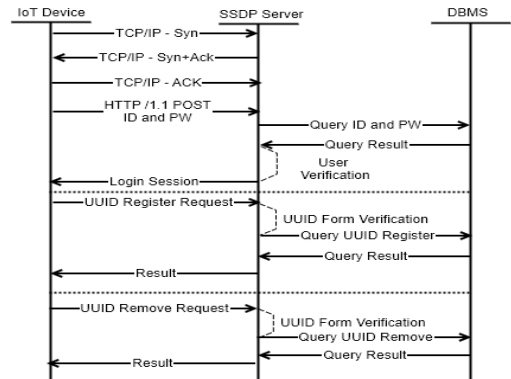 IoT Device
SSDP Server
DBMS
TCP/IP - Syn
TCP/IP - Syn+Ack
TCP/IP - ACK
HTTP /1.1 POST
ID and PW
Query ID and PW
Query Result
User
Verification
Login Session
UUID Register Request
UUID Form Verification
Query UUID Register
Query Result
Result
UUID Remove Request
UUID Form Verification
Query UUID Remove
Query Result
Result